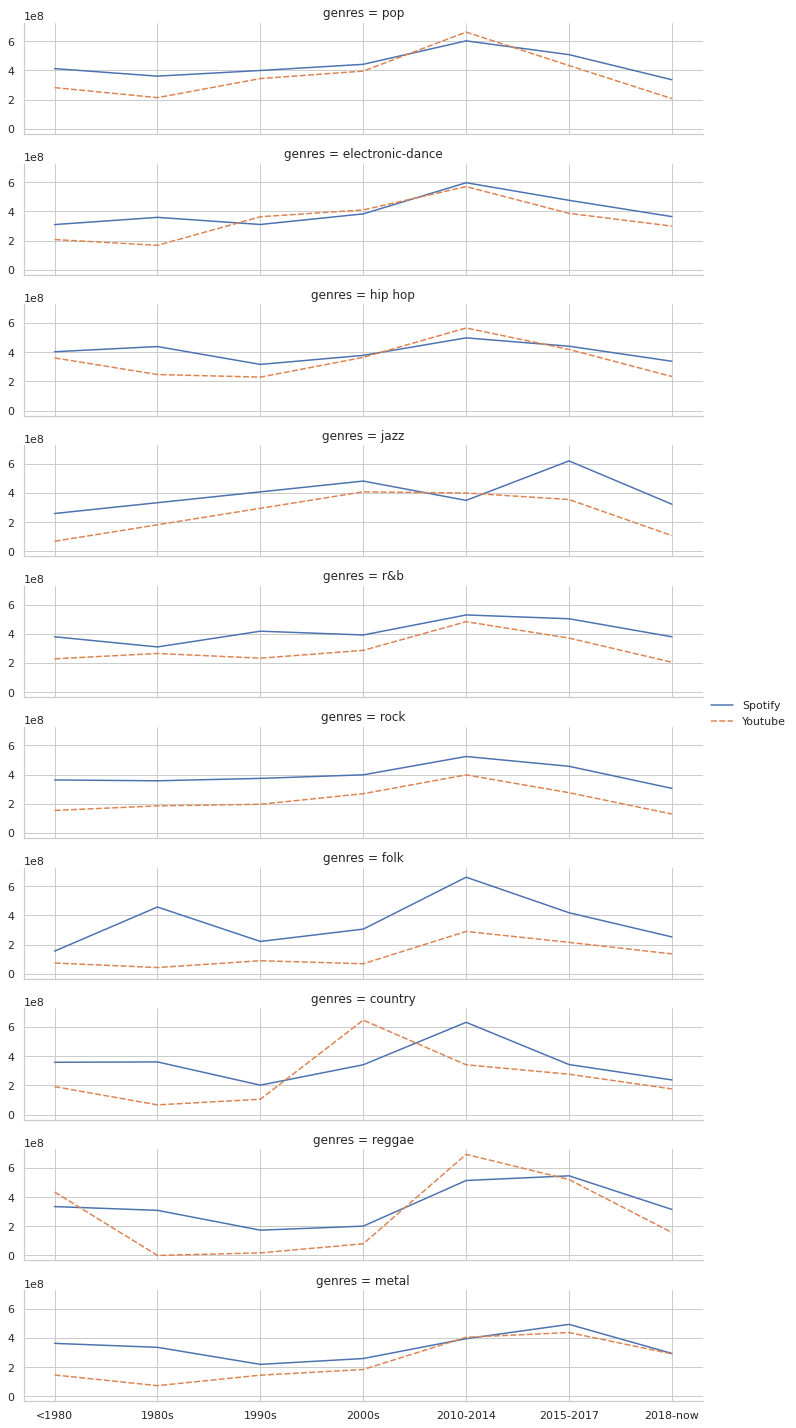 genres = pop
1e8
6
4
2
0
genres = electronic-dance
1e8
6
4
2
0
genres = hip hop
1e8
6
4
2
0
genres = jazz
1e8
6
4
2
0
genres = r&b
1e8
6
4
2
0
Spotify
Youtube
genres = rock
1e8
6
4
2
0
genres = folk
1e8
6
4
2
0
genres = country
1e8
6
4
2
0
genres = reggae
1e8
6
4
2
0
genres = metal
1e8
6
4
2
0
<1980 1980s 1990s 2000s 2010-2014 2015-2017 2018-now